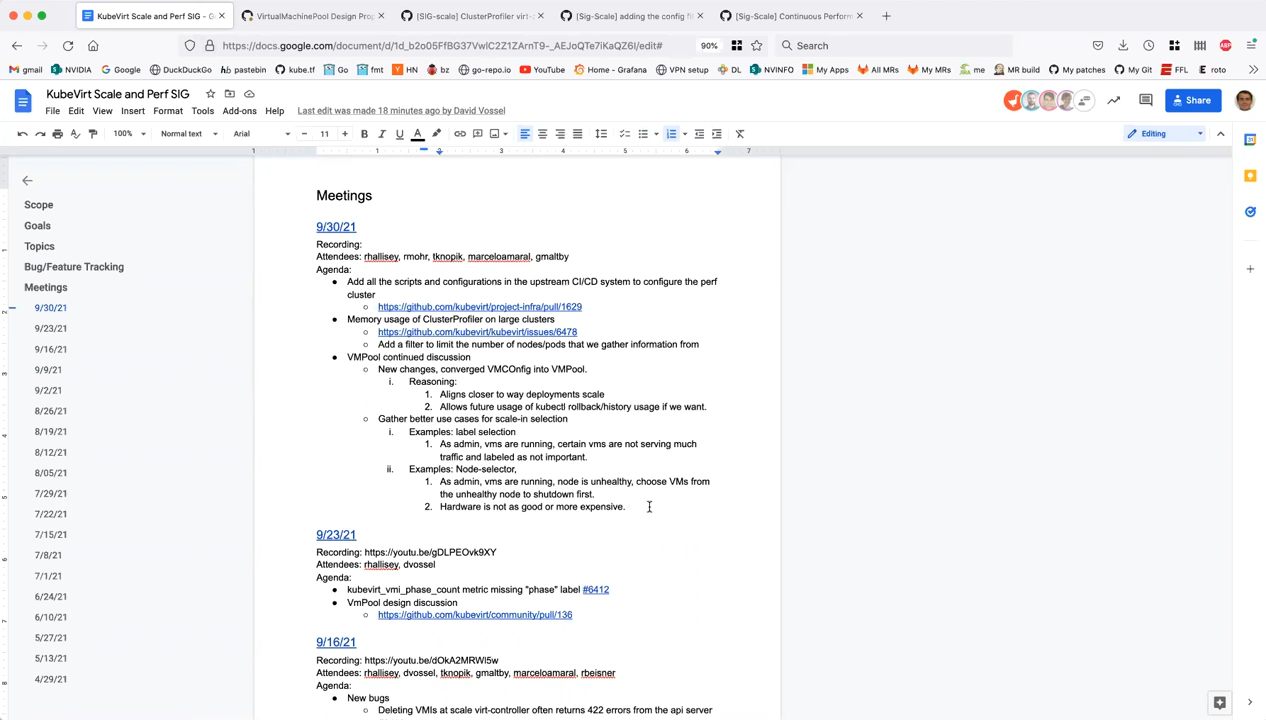 KubeVirt Scale and Perf SIG - G
VirtualMachinePool Design Prop
[SIG-scale] ClusterProfiler virt-
[Sig-Scale] adding the config fi
[Sig-Scale] Continuous Perform
https://docs.google.com/document/d/1d_b2o05FfBG37VwlC2Z1ZArnT9-_AEJoQTe7iKaQZ6I/edit#
90%
Search
gmail
NVIDIA
Google
DuckDuckGo
pastebin
kube.tf
Go
fmt
HN
bz
go-repo.io
YouTube
Home - Grafana
VPN setup
DL
NVINFO
My Apps
All MRs
My MRs
me
MR build
My patches
My Git
FFL
roto
KubeVirt Scale and Perf SIG
File Edit View Insert Format Tools Add-ons Help
Last edit was made 18 minutes ago by David Vossel
Share
100% Normal text Arial 11
Editing
1 1 2 3 4 5 6 7
Scope
Goals
Topics
Bug/Feature Tracking
Meetings
9/30/21
9/23/21
9/16/21
9/9/21
9/2/21
8/26/21
8/19/21
8/12/21
8/05/21
7/29/21
7/22/21
7/15/21
7/8/21
7/1/21
6/24/21
6/10/21
5/27/21
5/13/21
4/29/21
Meetings
9/30/21
Recording:
Attendees: rhallisey, rmohr, tknopik, marceloamaral, gmaltby
Agenda:
● Add all the scripts and configurations in the upstream CI/CD system to configure the perf
cluster
○ https://github.com/kubevirt/project-infra/pull/1629
● Memory usage of ClusterProfiler on large clusters
○ https://github.com/kubevirt/kubevirt/issues/6478
○ Add a filter to limit the number of nodes/pods that we gather information from
● VMPool continued discussion
○ New changes, converged VMCOnfig into VMPool.
i. Reasoning:
1. Aligns closer to way deployments scale
2. Allows future usage of kubectl rollback/history usage if we want.
○ Gather better use cases for scale-in selection
i. Examples: label selection
1. As admin, vms are running, certain vms are not serving much
traffic and labeled as not important.
ii. Examples: Node-selector,
1. As admin, vms are running, node is unhealthy, choose VMs from
the unhealthy node to shutdown first.
2. Hardware is not as good or more expensive.
9/23/21
Recording: https://youtu.be/gDLPEOvk9XY
Attendees: rhallisey, dvossel
Agenda:
● kubevirt_vmi_phase_count metric missing "phase" label #6412
● VmPool design discussion
○ https://github.com/kubevirt/community/pull/136
9/16/21
Recording: https://youtu.be/dOkA2MRWl5w
Attendees: rhallisey, dvossel, tknopik, gmaltby, marceloamaral, rbeisner
Agenda:
● New bugs
○ Deleting VMIs at scale virt-controller often returns 422 errors from the api server